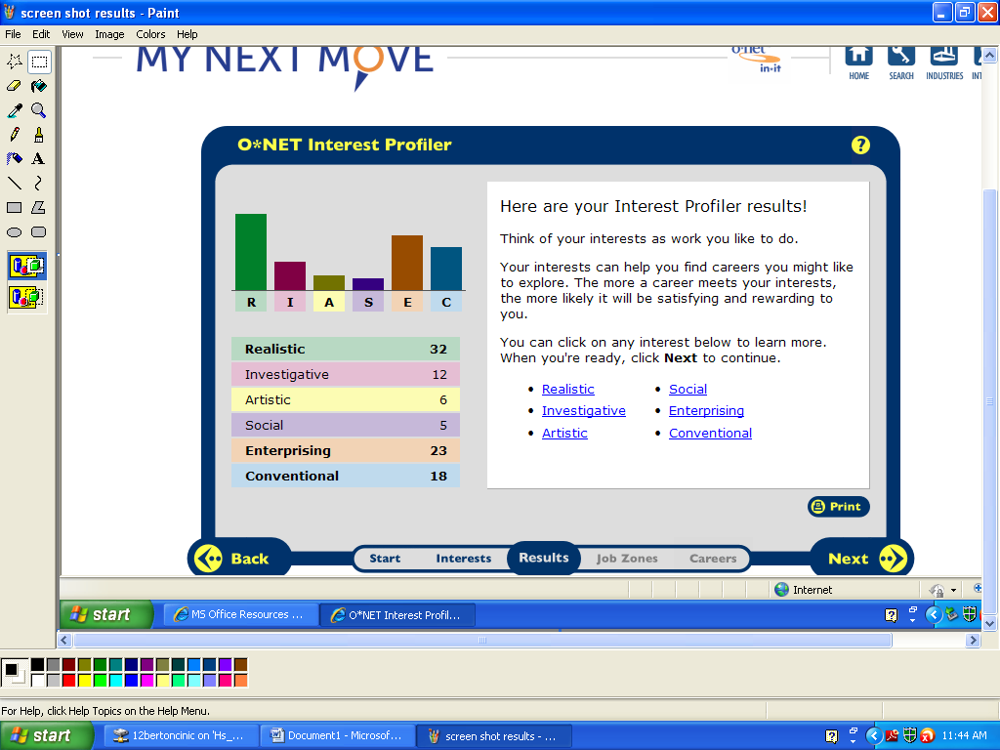 screen shot results - Paint
File Edit View Image Colors Help
MY NEXT MOVE
o*net
in-it
HOME SEARCH INDUSTRIES INT
O*NET Interest Profiler
?
R I A S E C
Realistic 32
Investigative 12
Artistic 6
Social 5
Enterprising 23
Conventional 18
Here are your Interest Profiler results!
Think of your interests as work you like to do.
Your interests can help you find careers you might like
to explore. The more a career meets your interests,
the more likely it will be satisfying and rewarding to
you.
You can click on any interest below to learn more.
When you're ready, click Next to continue.
• Realistic • Social
• Investigative • Enterprising
• Artistic • Conventional
Print
Back Start Interests Results Job Zones Careers Next
Internet
start MS Office Resources ... O*NET Interest Profil...
For Help, click Help Topics on the Help Menu.
start 12bertoncinic on 'Hs_... Document1 - Microsof... screen shot results - ... 11:44 AM